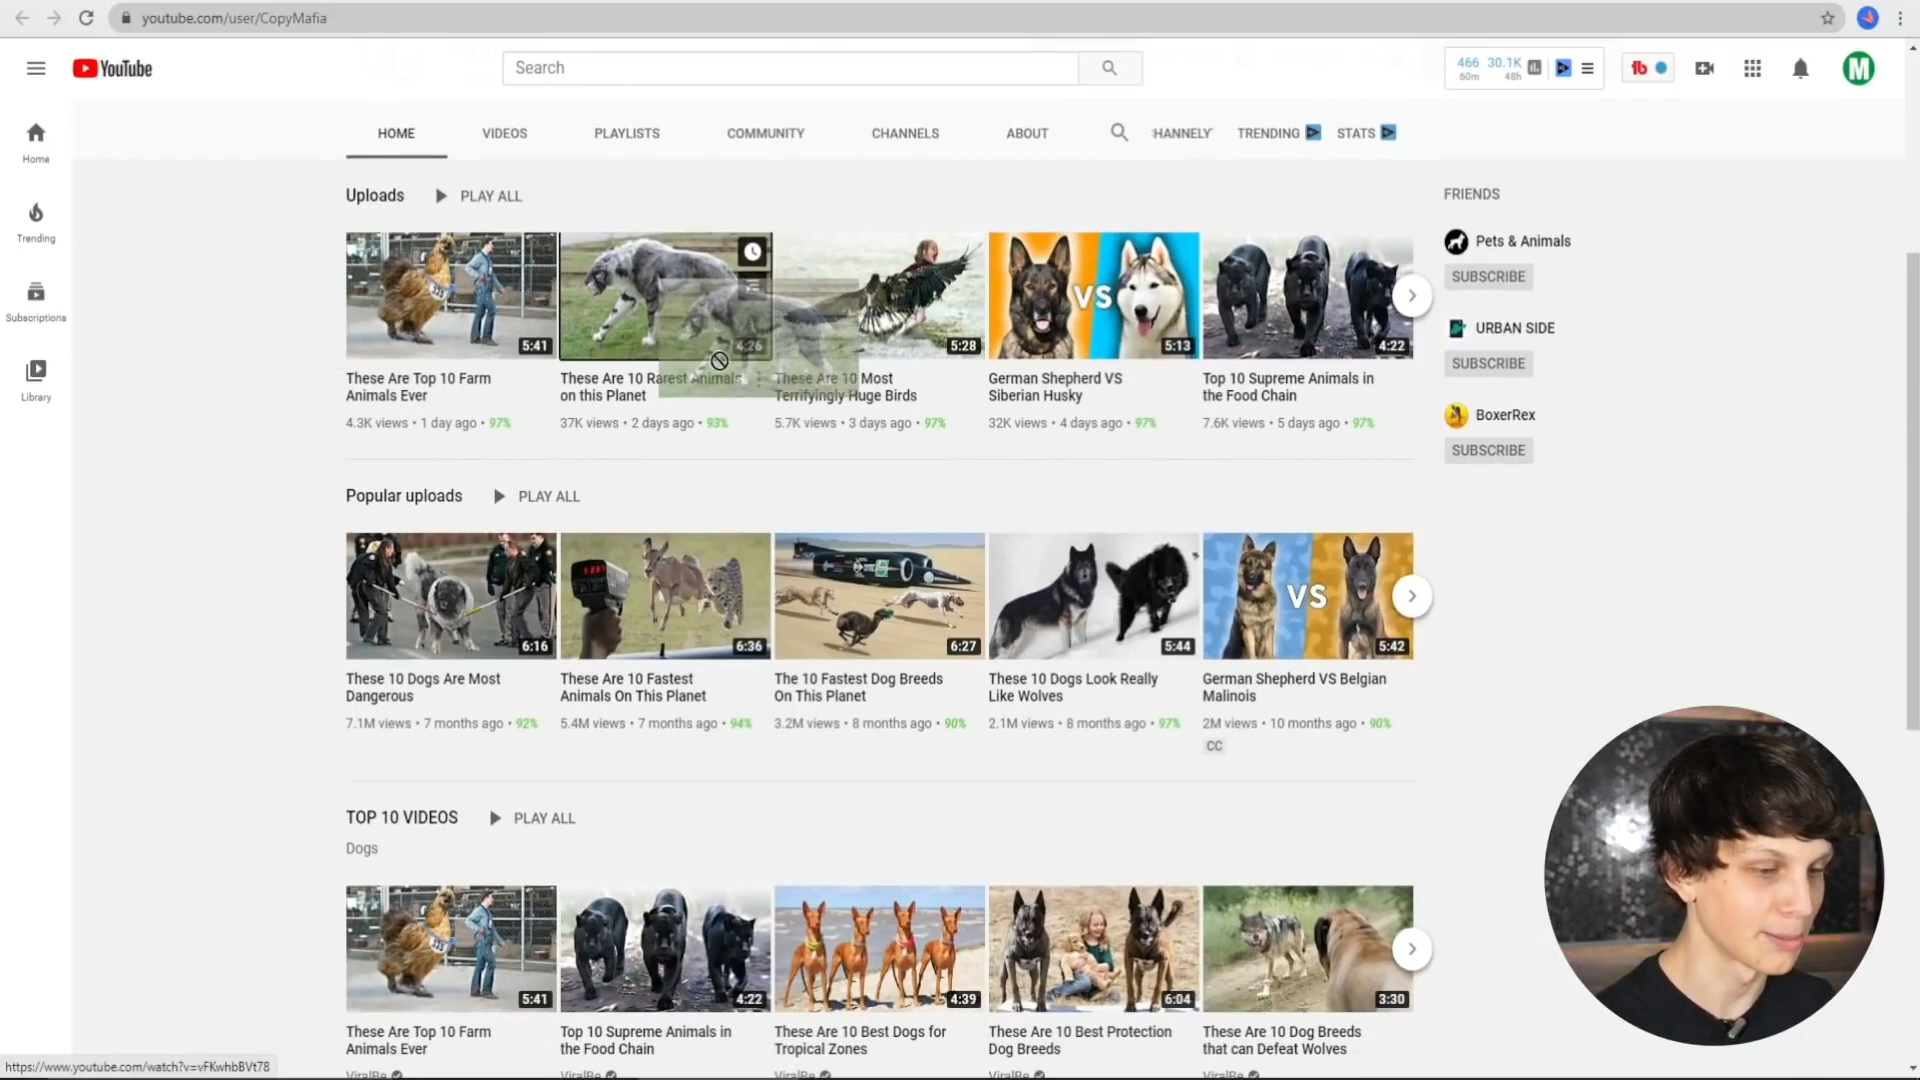 youtube.com/user/CopyMafia
YouTube
Search
466 30.1K
60m 48h
M
HOME VIDEOS PLAYLISTS COMMUNITY CHANNELS ABOUT HANNELY TRENDING STATS
Home
Trending
Subscriptions
Library
Uploads PLAY ALL
5:41 4:26 5:28 VS 5:13 4:22
These Are Top 10 Farm These Are 10 Rarest Animals These Are 10 Most German Shepherd VS Top 10 Supreme Animals in
Animals Ever on this Planet Terrifyingly Huge Birds Siberian Husky the Food Chain
4.3K views • 1 day ago • 97% 37K views • 2 days ago • 93% 5.7K views • 3 days ago • 97% 32K views • 4 days ago • 97% 7.6K views • 5 days ago • 97%
FRIENDS
Pets & Animals
SUBSCRIBE
URBAN SIDE
SUBSCRIBE
BoxerRex
SUBSCRIBE
Popular uploads PLAY ALL
6:16 6:36 6:27 5:44 VS 5:42
These 10 Dogs Are Most These Are 10 Fastest The 10 Fastest Dog Breeds These 10 Dogs Look Really German Shepherd VS Belgian
Dangerous Animals On This Planet On This Planet Like Wolves Malinois
7.1M views • 7 months ago • 92% 5.4M views • 7 months ago • 94% 3.2M views • 8 months ago • 90% 2.1M views • 8 months ago • 97% 2M views • 10 months ago • 90%
CC
TOP 10 VIDEOS PLAY ALL
Dogs
5:41 4:22 4:39 6:04 3:30
These Are Top 10 Farm Top 10 Supreme Animals in These Are 10 Best Dogs for These Are 10 Best Protection These Are 10 Dog Breeds
Animals Ever the Food Chain Tropical Zones Dog Breeds that can Defeat Wolves
ViralBe ViralBe ViralBe ViralBe ViralBe
https://www.youtube.com/watch?v=vFKwhbBVt78